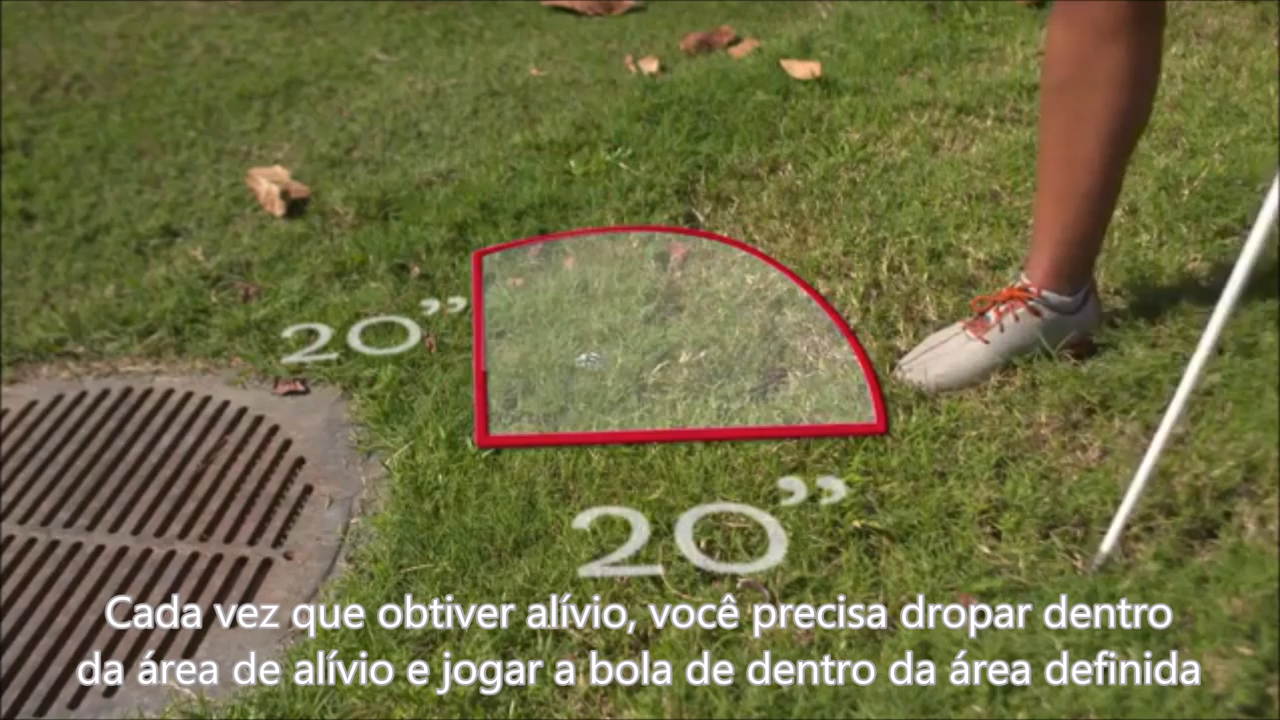 20”
20”
Cada vez que obtiver alívio, você precisa dropar dentro
da área de alívio e jogar a bola de dentro da área definida